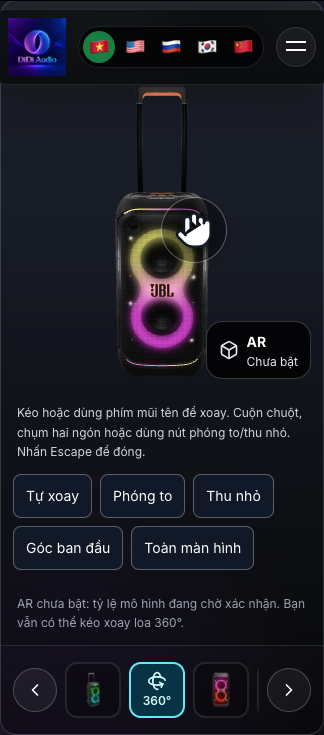 DiDi Audio
JBL
AR
Chưa bật
Kéo hoặc dùng phím mũi tên để xoay. Cuộn chuột,
chụm hai ngón hoặc dùng nút phóng to/thu nhỏ.
Nhấn Escape để đóng.
Tự xoay
Phóng to
Thu nhỏ
Góc ban đầu
Toàn màn hình
AR chưa bật: tỷ lệ mô hình đang chờ xác nhận. Bạn
vẫn có thể kéo xoay loa 360°.
360°